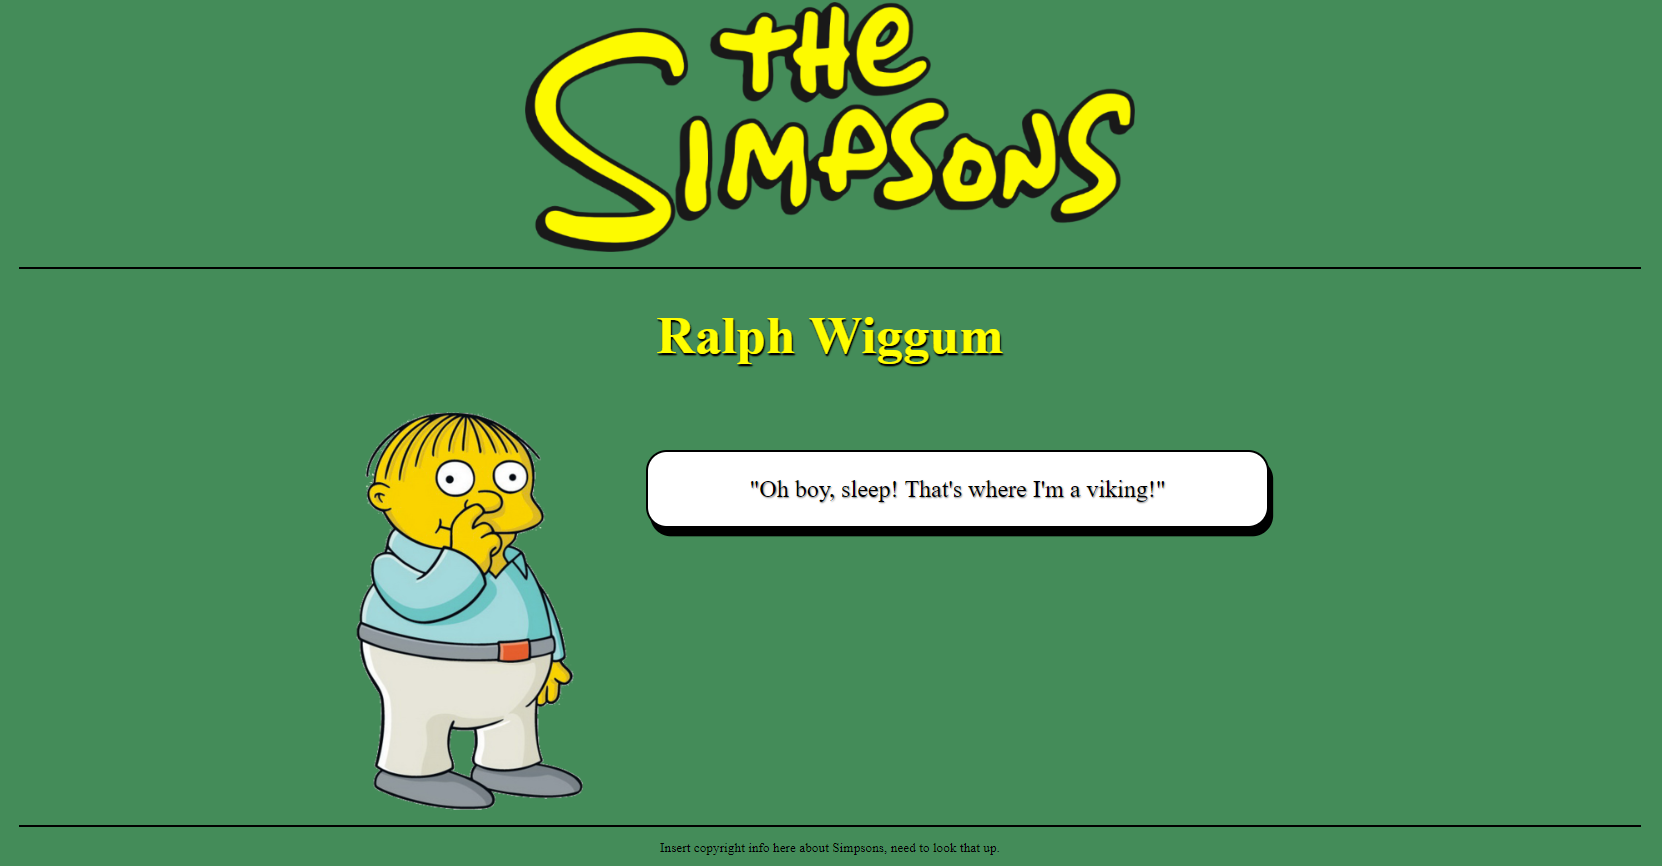 THE
SIMPSONS
Ralph Wiggum
"Oh boy, sleep! That's where I'm a viking!"
Insert copyright info here about Simpsons, need to look that up.